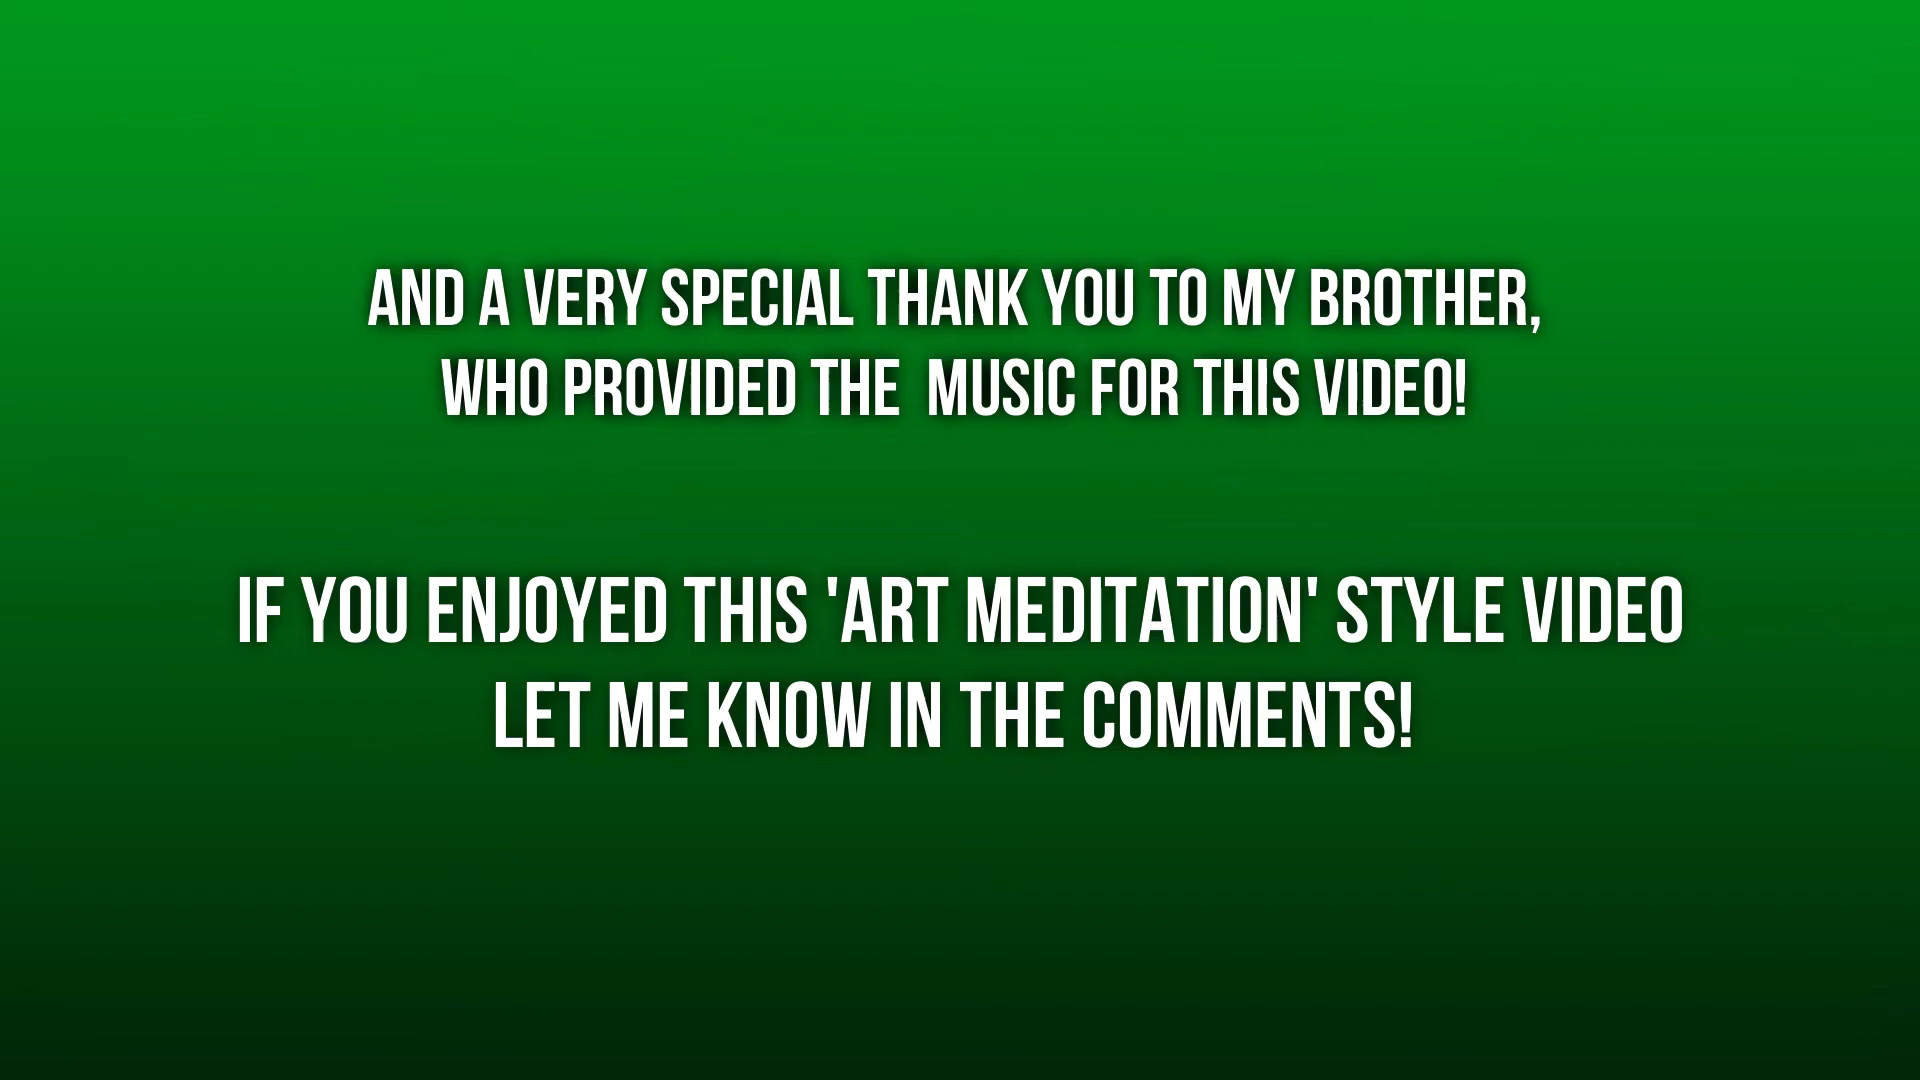 AND A VERY SPECIAL THANK YOU TO MY BROTHER,
WHO PROVIDED THE  MUSIC FOR THIS VIDEO!
IF YOU ENJOYED THIS 'ART MEDITATION' STYLE VIDEO
LET ME KNOW IN THE COMMENTS!